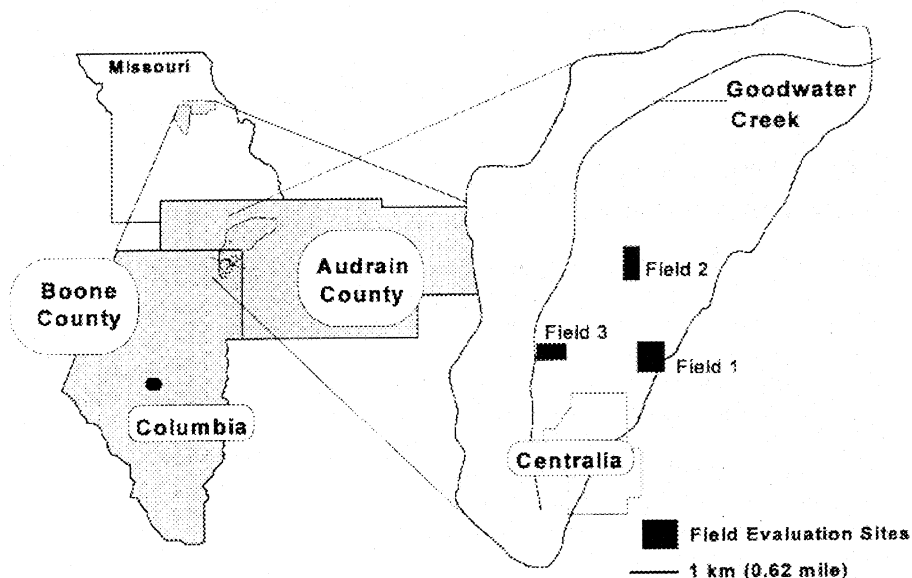 Missouri
Goodwater
Creek
Audrain
County
Boone
County
Field 2
Field 3
Field 1
Columbia
Centralia
Field Evaluation Sites
1 km (0.62 mile)